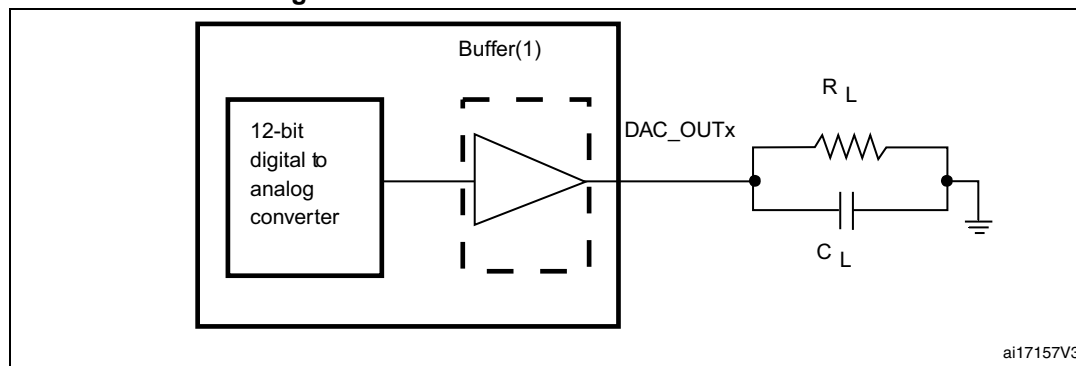 Buffer(1)
12-bit
digital to
analog
converter
DAC_OUTx
R L
C L
ai17157V3